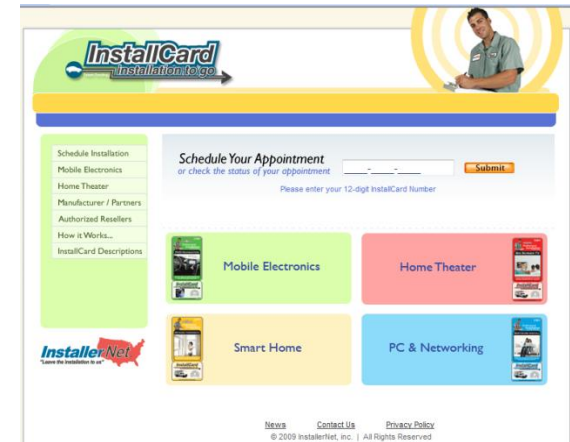 InstallCard
Installation to go
Schedule Installation
Mobile Electronics
Home Theater
Manufacturer / Partners
Authorized Resellers
How it Works...
InstallCard Descriptions
Schedule Your Appointment
or check the status of your appointment
____-____-____
Submit
Please enter your 12-digit InstallCard Number
Mobile Electronics
Home Theater
Smart Home
PC & Networking
InstallerNet
"Leave the installation to us"
News Contact Us Privacy Policy
© 2009 InstallerNet, inc. | All Rights Reserved